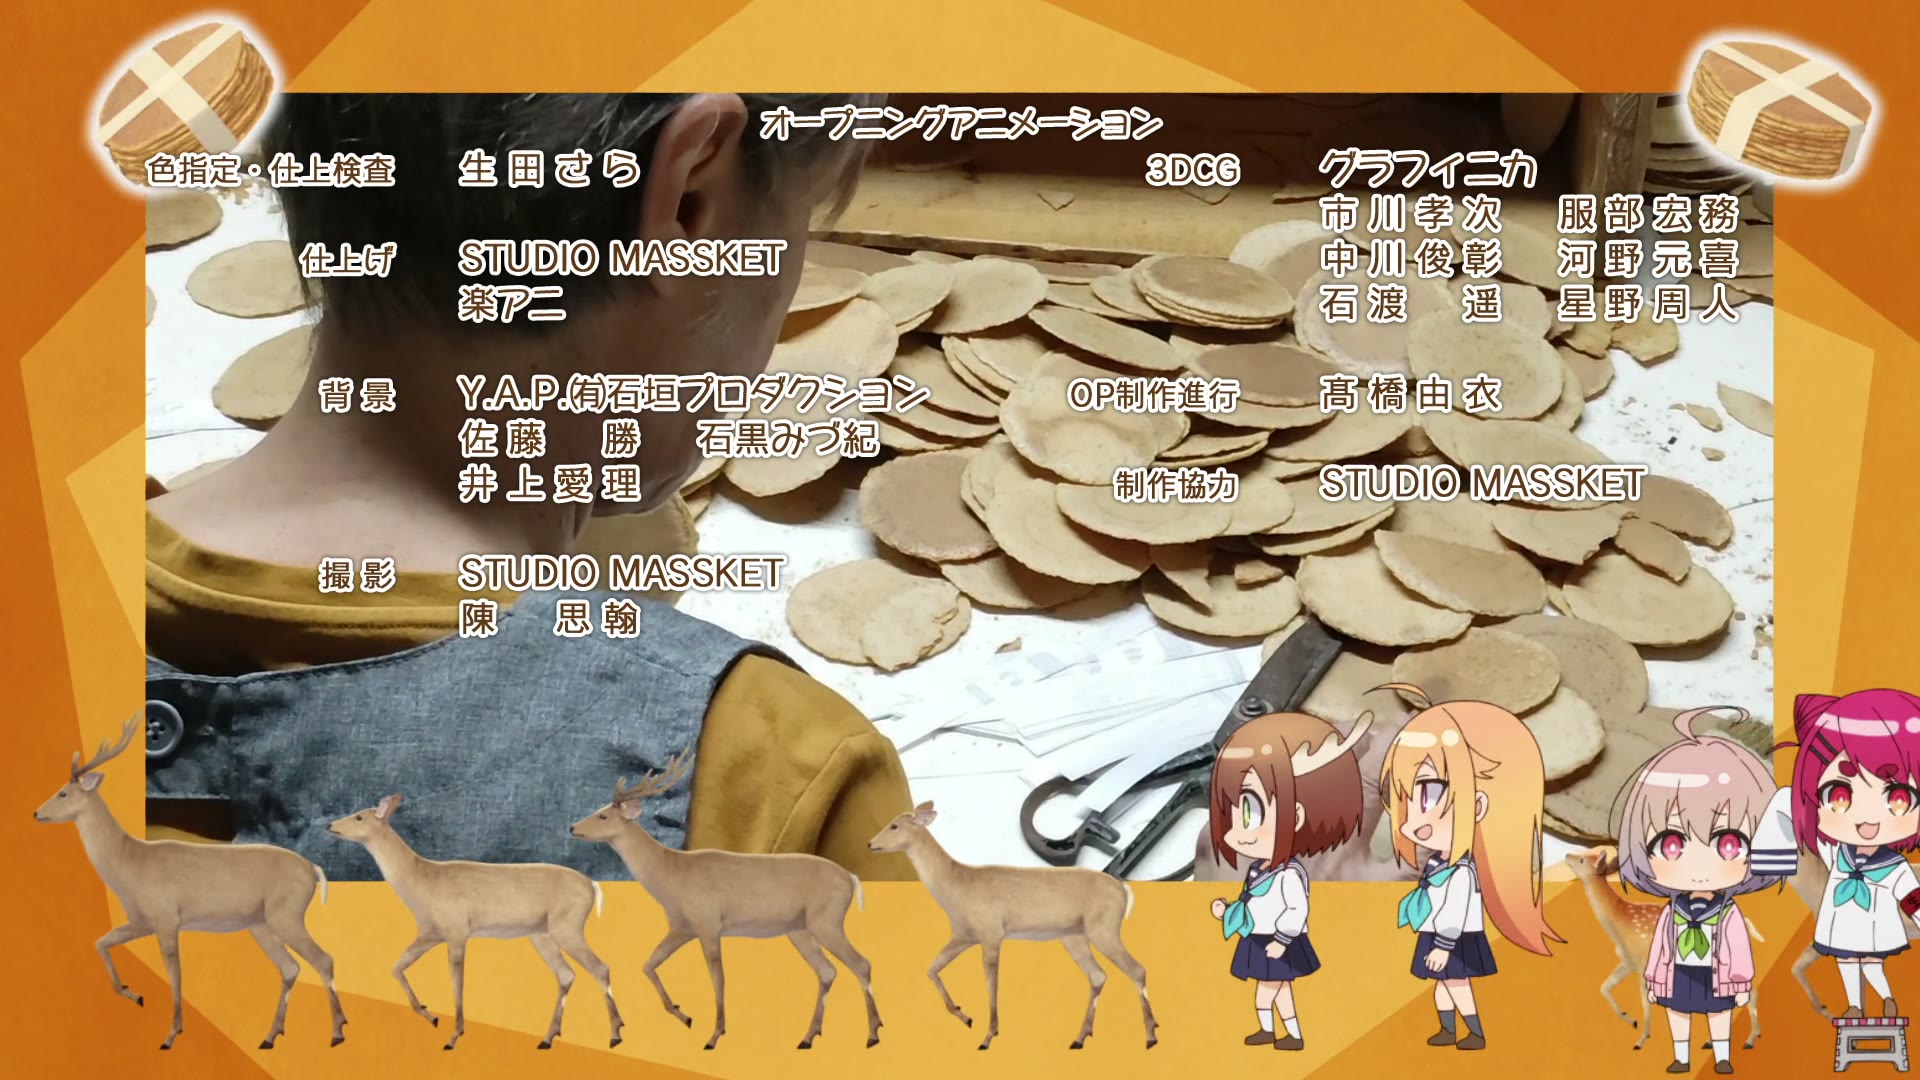 オープニングアニメーション
色指定・仕上検査 生田さら
仕上げ STUDIO MASSKET
楽アニ
背景 Y.A.P.㈲石垣プロダクション
佐藤 勝 石黒みづ紀
井上愛理
撮影 STUDIO MASSKET
陳 思翰
3DCG グラフィニカ
市川孝次 服部宏務
中川俊彰 河野元喜
石渡 遥 星野周人
OP制作進行 髙橋由衣
制作協力 STUDIO MASSKET